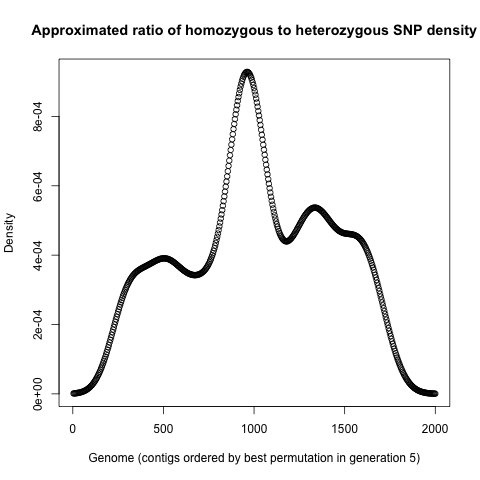 Approximated ratio of homozygous to heterozygous SNP density
8e-04
6e-04
4e-04
2e-04
0e+00
Density
0 500 1000 1500 2000
Genome (contigs ordered by best permutation in generation 5)